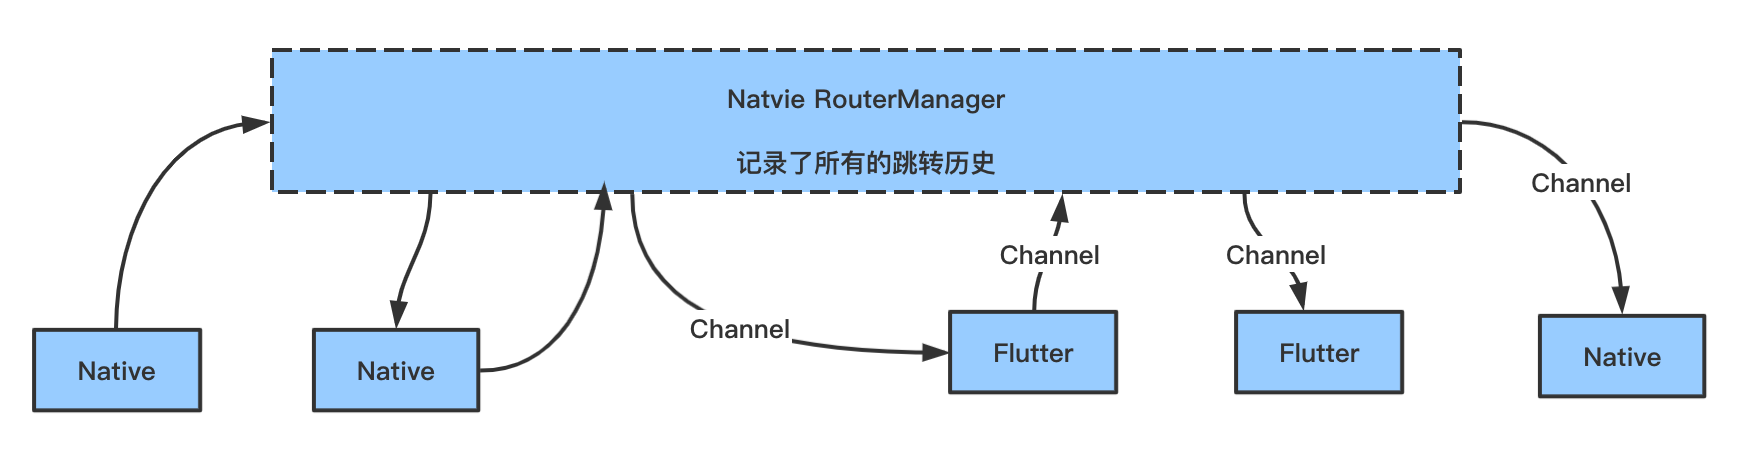 Natvie RouterManager
记录了所有的跳转历史
Channel
Channel
Channel
Channel
Native
Native
Flutter
Flutter
Native